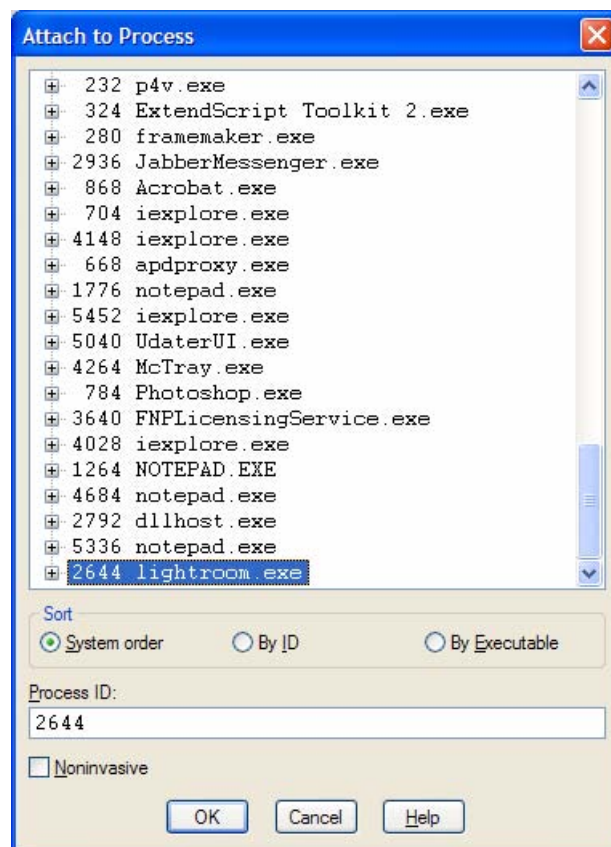 Attach to Process
232 p4v.exe
324 ExtendScript Toolkit 2.exe
280 framemaker.exe
2936 JabberMessenger.exe
868 Acrobat.exe
704 iexplore.exe
4148 iexplore.exe
668 apdproxy.exe
1776 notepad.exe
5452 iexplore.exe
5040 UdaterUI.exe
4264 McTray.exe
784 Photoshop.exe
3640 FNPLicensingService.exe
4028 iexplore.exe
1264 NOTEPAD.EXE
4684 notepad.exe
2792 dllhost.exe
5336 notepad.exe
2644 lightroom.exe
Sort
System order By ID By Executable
Process ID:
2644
Noninvasive
OK Cancel Help